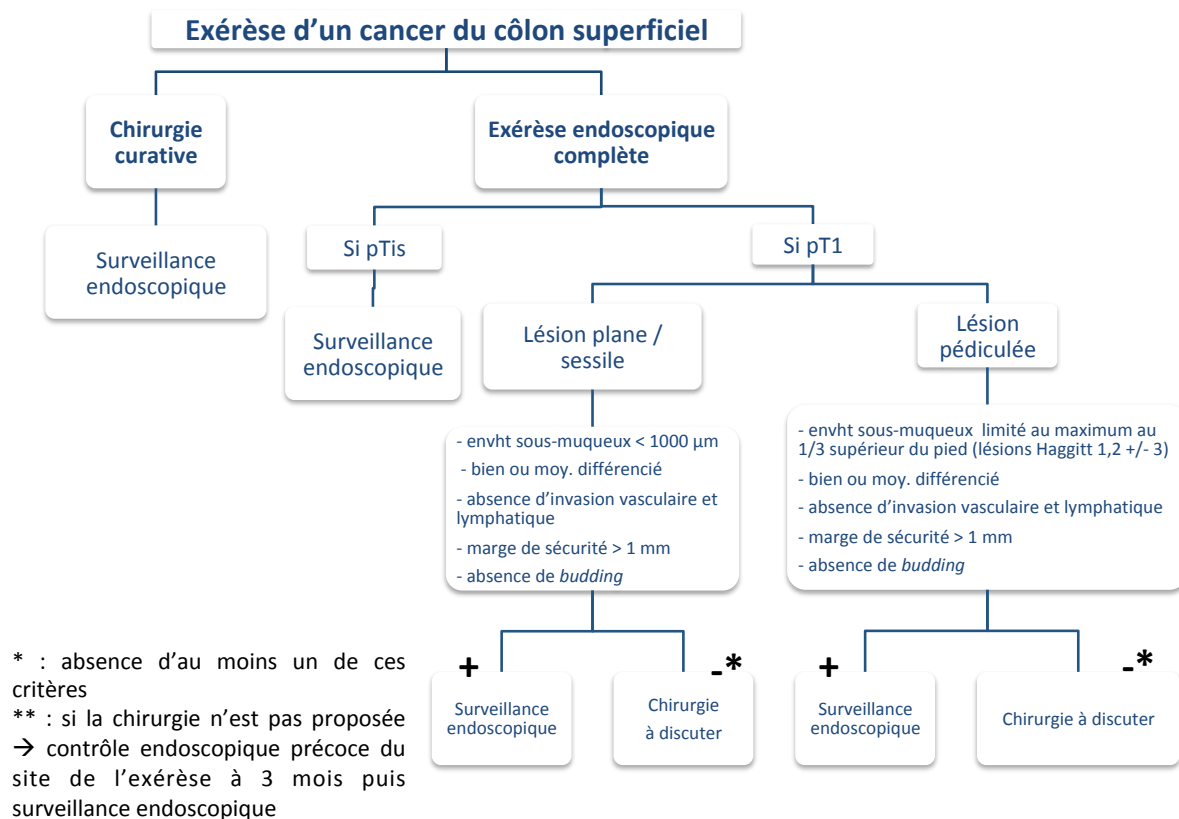 Exérèse d’un cancer du côlon superficiel
Chirurgie
curative
Exérèse endoscopique
complète
Surveillance
endoscopique
Si pTis
Si pT1
Surveillance
endoscopique
Lésion plane /
sessile
Lésion
pédiculée
- envht sous-muqueux < 1000 µm
- bien ou moy. différencié
- absence d’invasion vasculaire et
lymphatique
- marge de sécurité > 1 mm
- absence de budding
- envht sous-muqueux limité au maximum au
1/3 supérieur du pied (lésions Haggitt 1,2 +/- 3)
- bien ou moy. différencié
- absence d’invasion vasculaire et lymphatique
- marge de sécurité > 1 mm
- absence de budding
+
-*
+
-*
Surveillance
endoscopique
Chirurgie
à discuter
Surveillance
endoscopique
Chirurgie à discuter
* : absence d’au moins un de ces
critères
** : si la chirurgie n’est pas proposée
→ contrôle endoscopique précoce du
site de l’exérèse à 3 mois puis
surveillance endoscopique